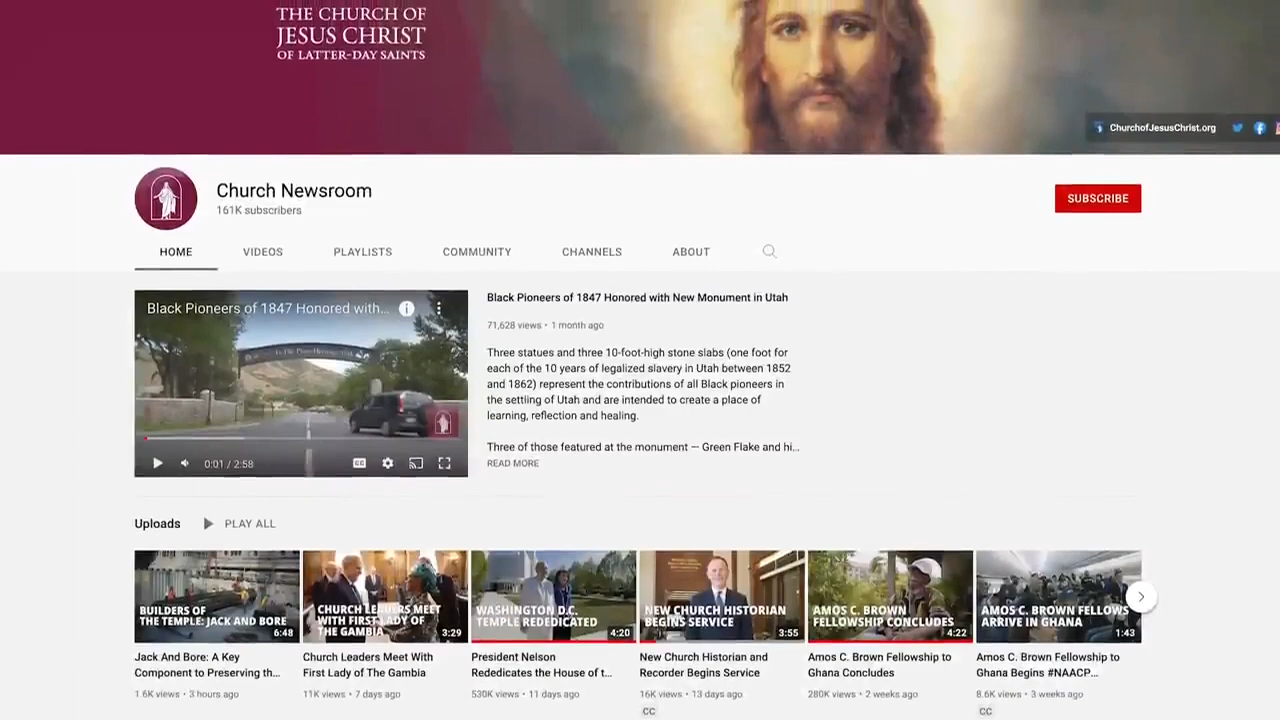 THE CHURCH OF
JESUS CHRIST
OF LATTER-DAY SAINTS
ChurchofJesusChrist.org
Church Newsroom
161K subscribers
SUBSCRIBE
HOME VIDEOS PLAYLISTS COMMUNITY CHANNELS ABOUT
Black Pioneers of 1847 Honored with...
0:01 / 2:58
Black Pioneers of 1847 Honored with New Monument in Utah
71,628 views • 1 month ago
Three statues and three 10-foot-high stone slabs (one foot for
each of the 10 years of legalized slavery in Utah between 1852
and 1862) represent the contributions of all Black pioneers in
the settling of Utah and are intended to create a place of
learning, reflection and healing.
Three of those featured at the monument — Green Flake and hi...
READ MORE
Uploads PLAY ALL
BUILDERS OF
THE TEMPLE: JACK AND BORE
6:48
CHURCH LEADERS MEET
WITH FIRST LADY OF
THE GAMBIA
3:29
WASHINGTON D.C.
TEMPLE REDEDICATED
4:20
NEW CHURCH HISTORIAN
BEGINS SERVICE
3:55
AMOS C. BROWN
FELLOWSHIP CONCLUDES
4:22
AMOS C. BROWN FELLOWS
ARRIVE IN GHANA
1:43
Jack And Bore: A Key
Component to Preserving th...
1.6K views • 3 hours ago
Church Leaders Meet With
First Lady of The Gambia
11K views • 7 days ago
President Nelson
Rededicates the House of t...
530K views • 11 days ago
New Church Historian and
Recorder Begins Service
16K views • 13 days ago
CC
Amos C. Brown Fellowship to
Ghana Concludes
280K views • 2 weeks ago
Amos C. Brown Fellowship to
Ghana Begins #NAACP...
8.6K views • 3 weeks ago
CC